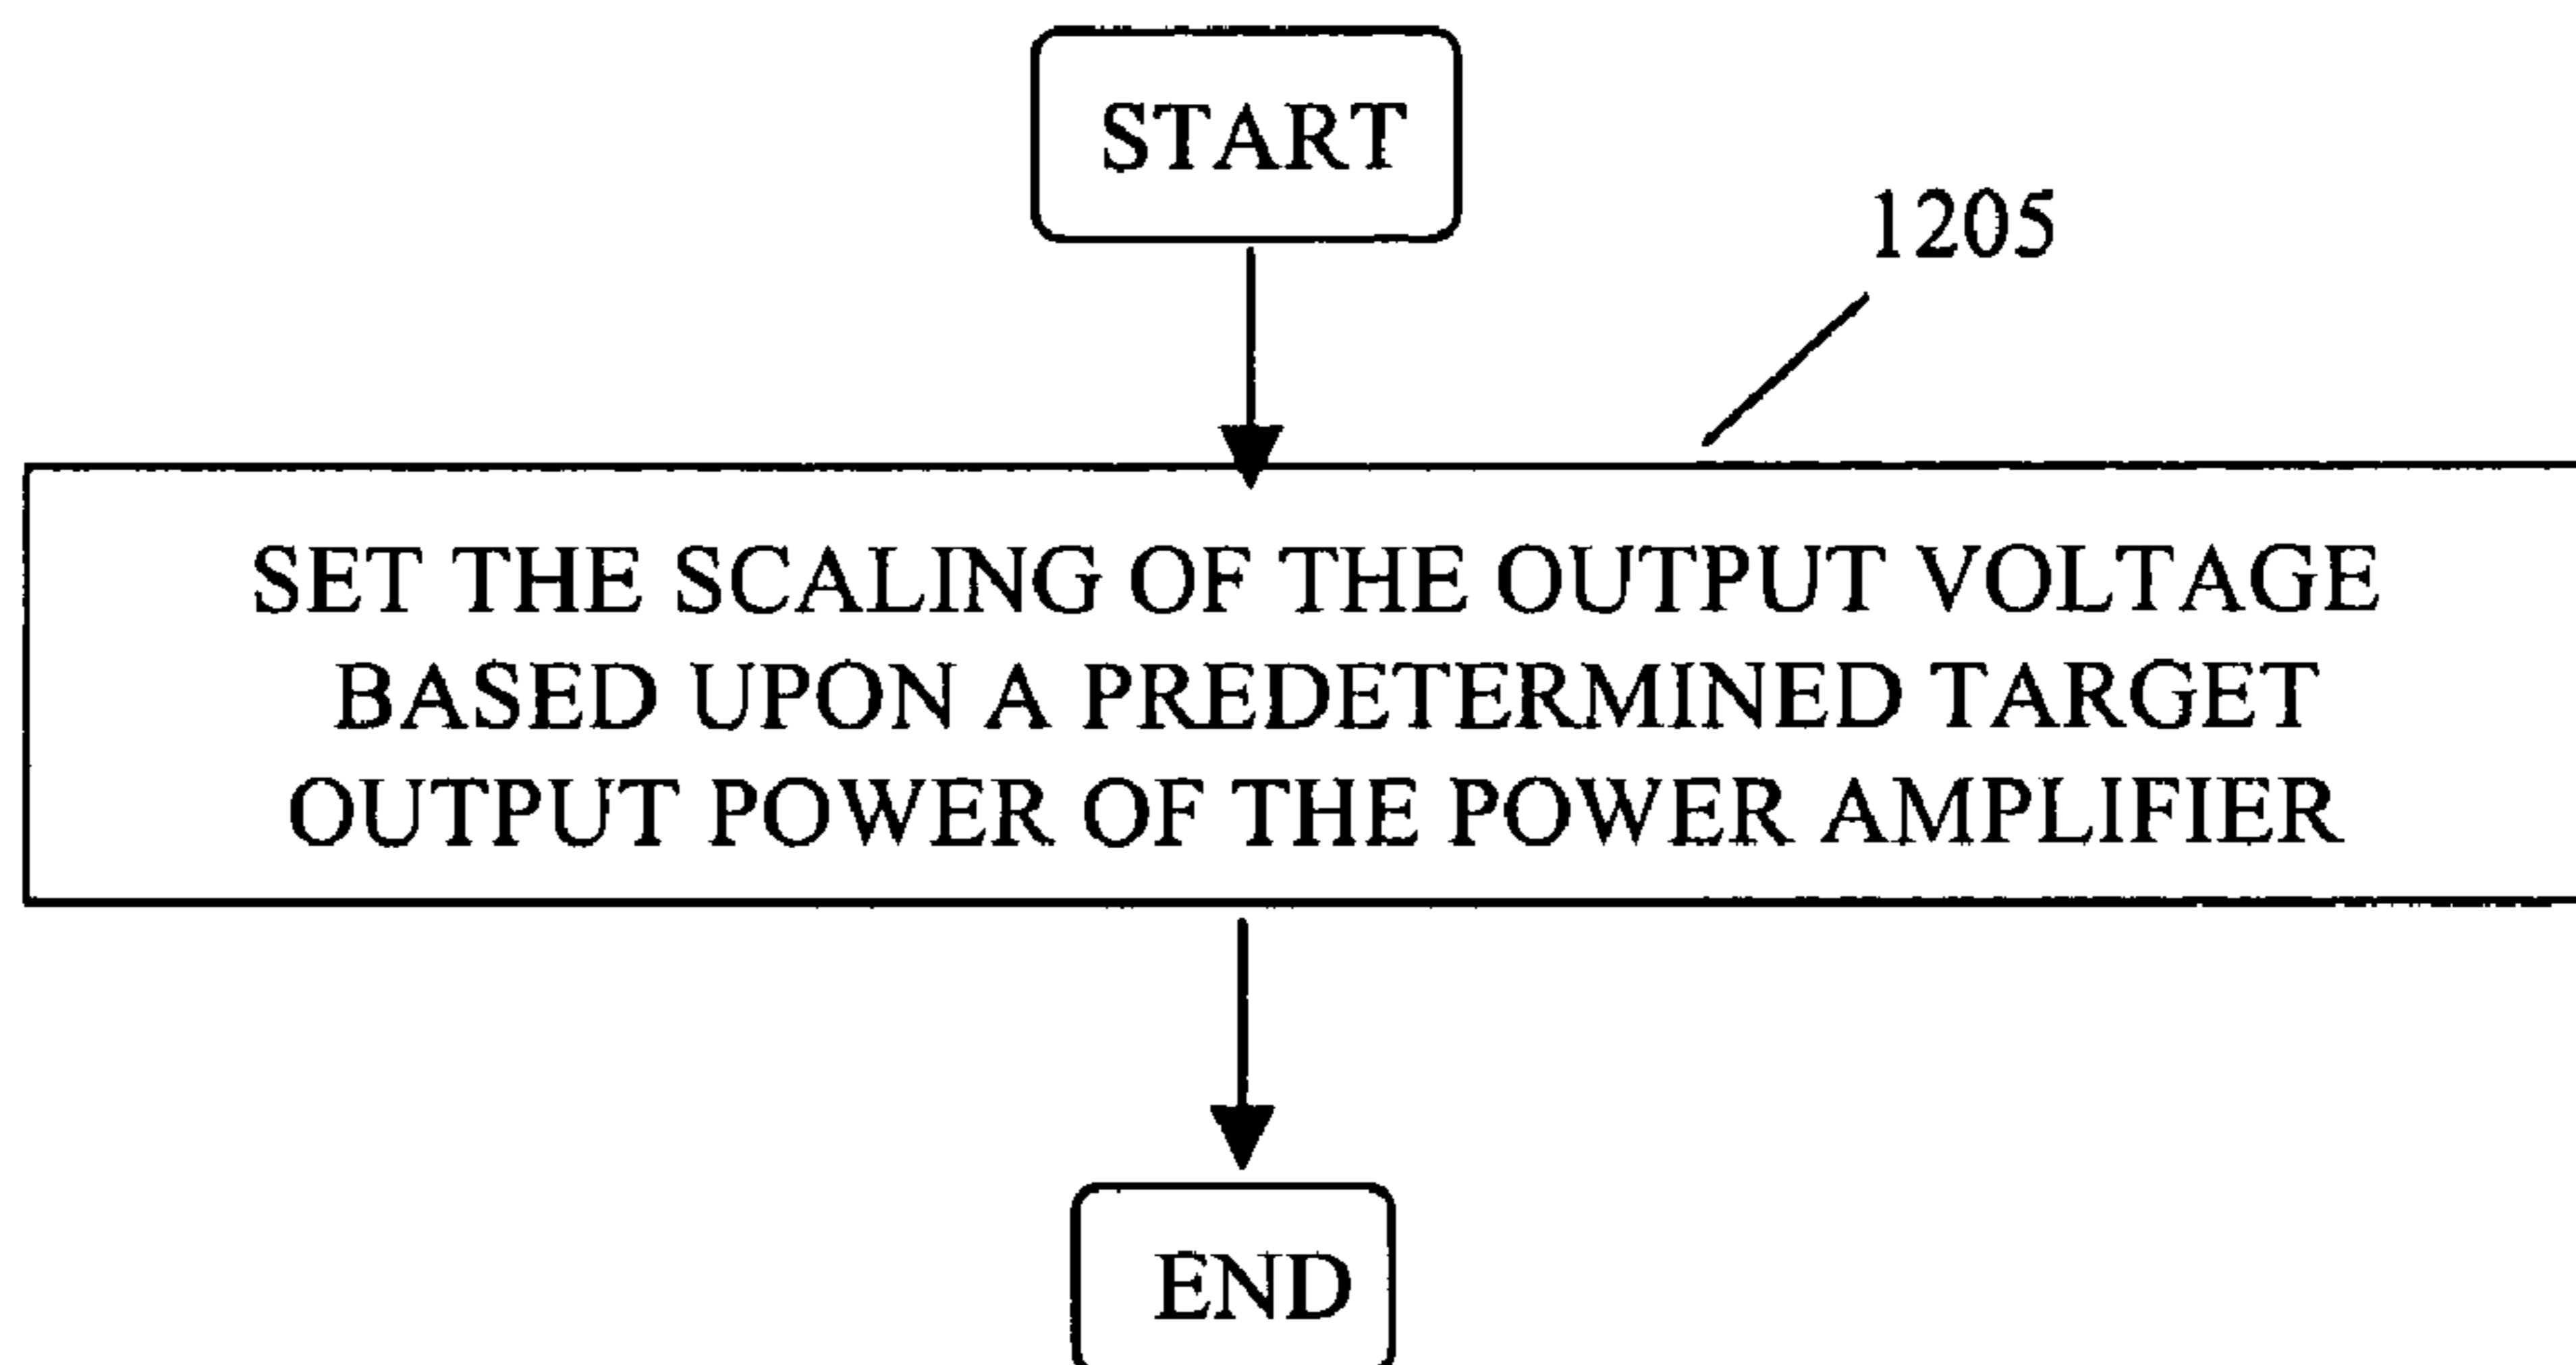 START
1205
SET THE SCALING OF THE OUTPUT VOLTAGE
BASED UPON A PREDETERMINED TARGET
OUTPUT POWER OF THE POWER AMPLIFIER
END